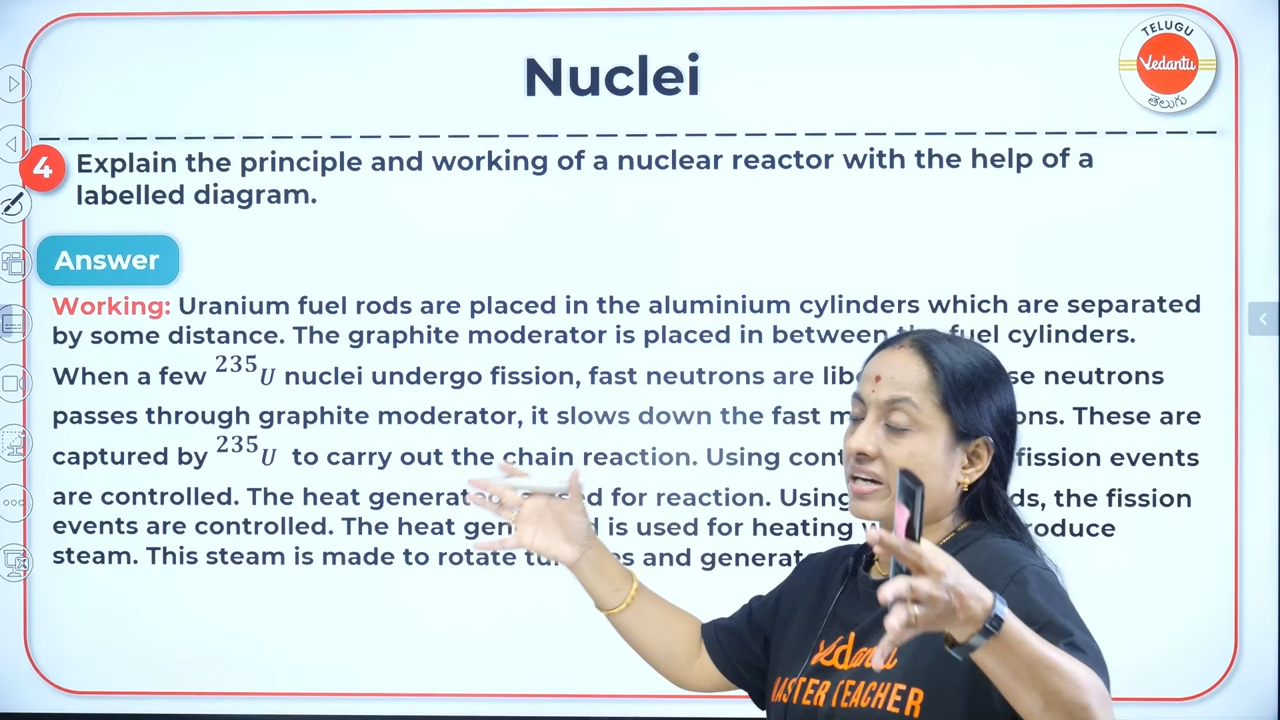 Nuclei
TELUGU
Vedantu
తెలుగు
4
Explain the principle and working of a nuclear reactor with the help of a
labelled diagram.
Answer
Working: Uranium fuel rods are placed in the aluminium cylinders which are separated
by some distance. The graphite moderator is placed in between fuel cylinders.
When a few 235U nuclei undergo fission, fast neutrons are neutrons
passes through graphite moderator, it slows down the fast These are
captured by 235U to carry out the chain reaction. Using fission events
are controlled. The heat used for reaction. Using the fission
events are controlled. The heat is used for heating
steam. This steam is made to rotate and
Vedantu
MASTER TEACHER